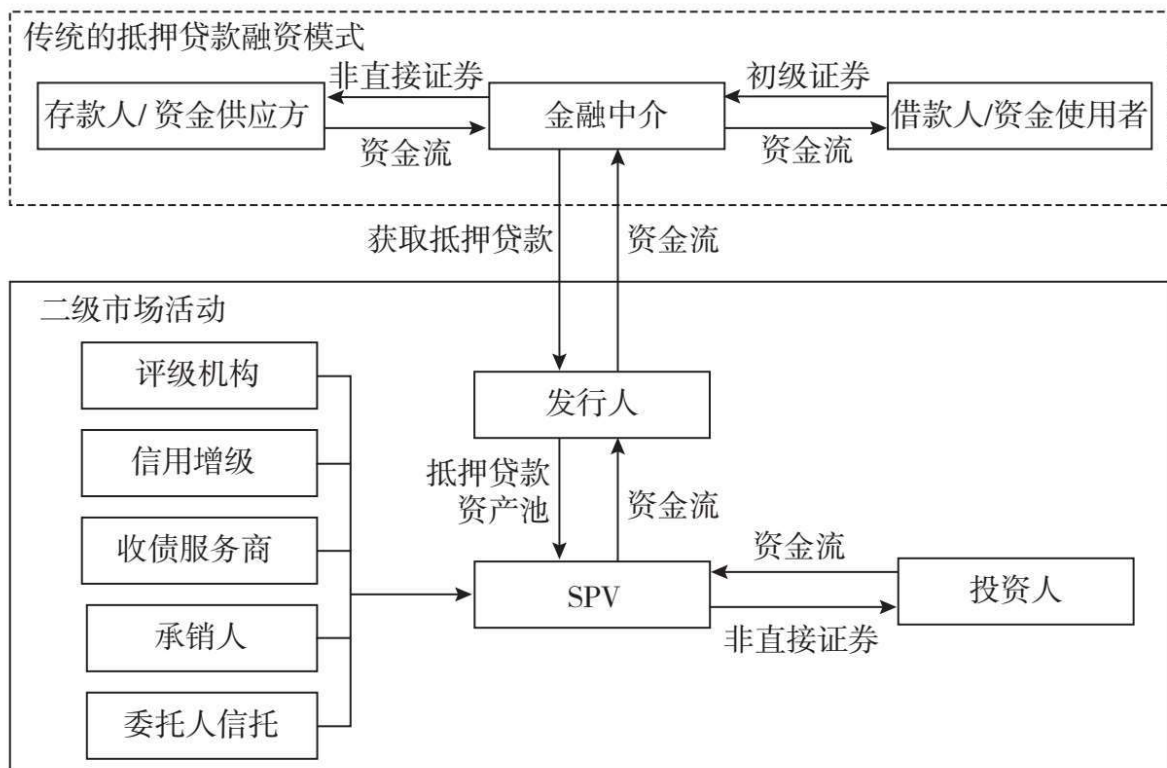 传统的抵押贷款融资模式
非直接证券
初级证券
存款人/资金供应方
金融中介
借款人/资金使用者
资金流
资金流
获取抵押贷款
资金流
二级市场活动
评级机构
发行人
信用增级
抵押贷款
资产池
资金流
收债服务商
资金流
SPV
投资人
承销人
非直接证券
委托人信托